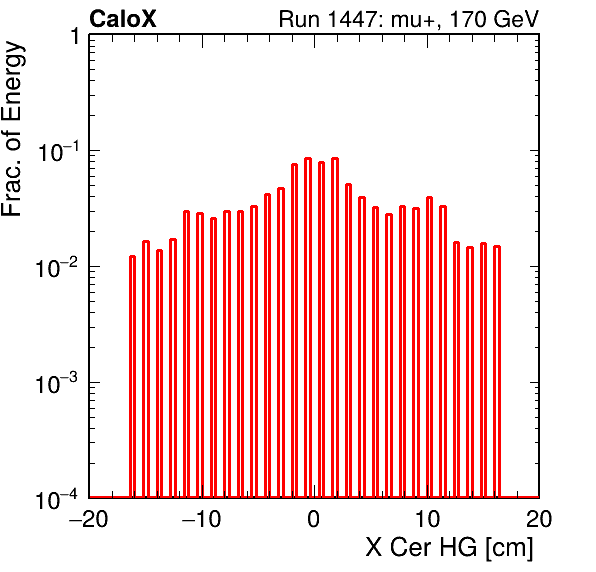 CaloX Run 1447: mu+, 170 GeV
Frac. of Energy
1
10⁻¹
10⁻²
10⁻³
10⁻⁴
−20 −10 0 10 20
X Cer HG [cm]